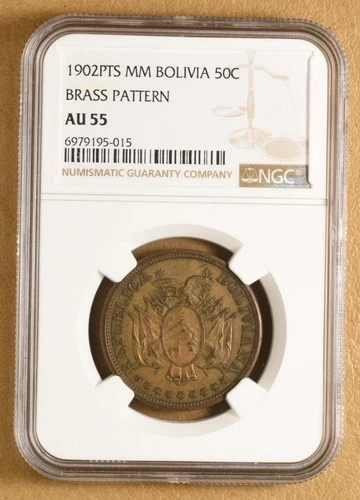 1902PTS MM BOLIVIA 50C
BRASS PATTERN
AU 55
6979195-015
NUMISMATIC GUARANTY COMPANY
NGC
REPUBLICA BOLIVIANA